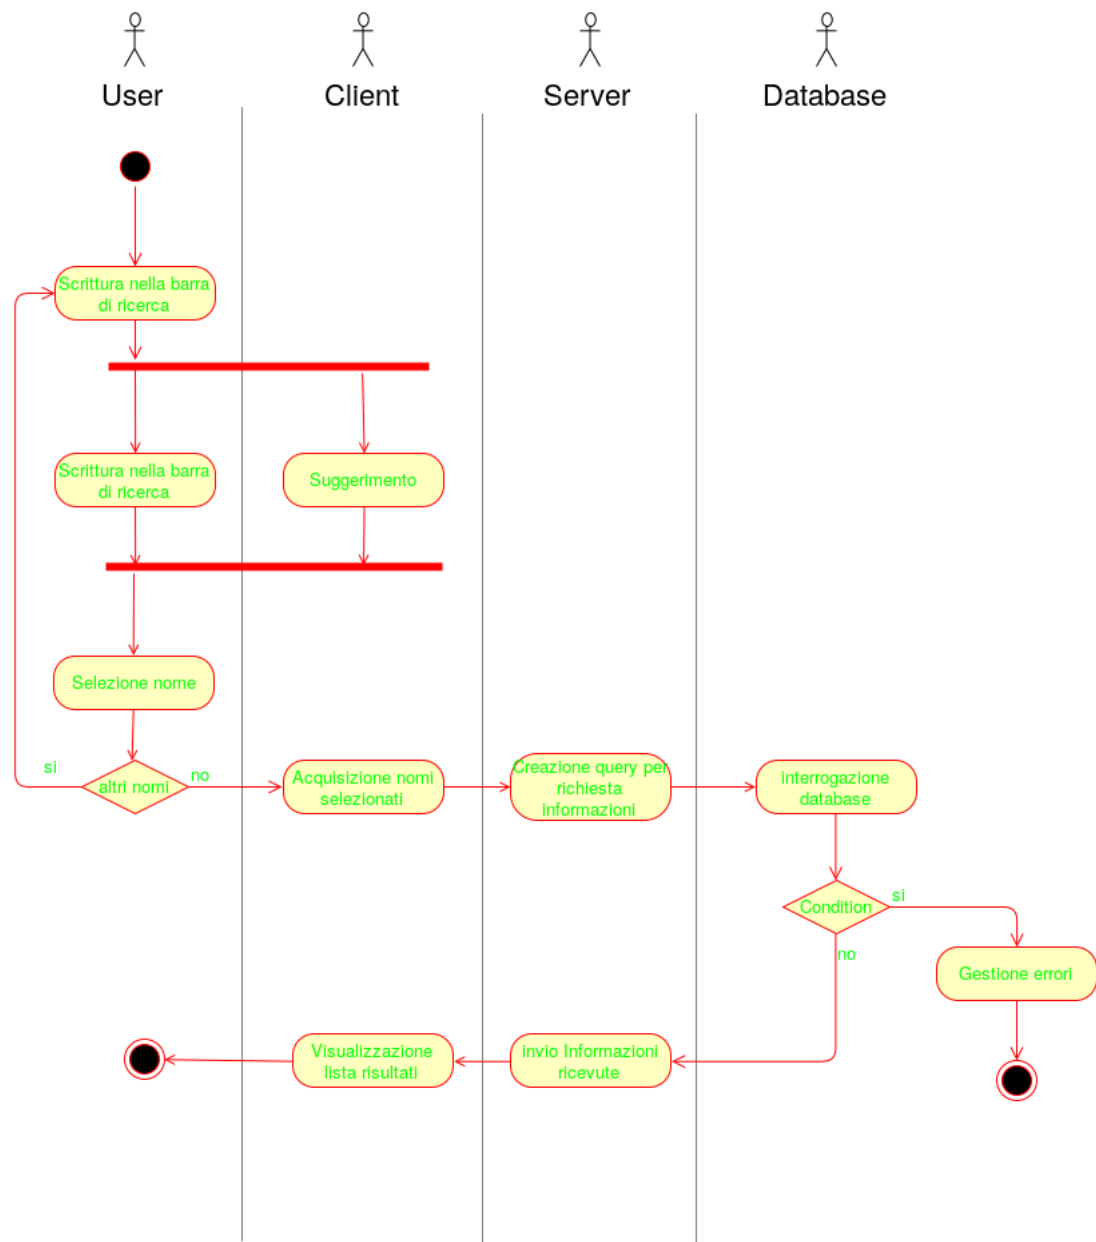 User
Client
Server
Database
Scrittura nella barra
di ricerca
Scrittura nella barra
di ricerca
Suggerimento
Selezione nome
si
altri nomi
no
Acquisizione nomi
selezionati
Creazione query per
richiesta
informazioni
interrogazione
database
Condition
si
no
Gestione errori
invio Informazioni
ricevute
Visualizzazione
lista risultati